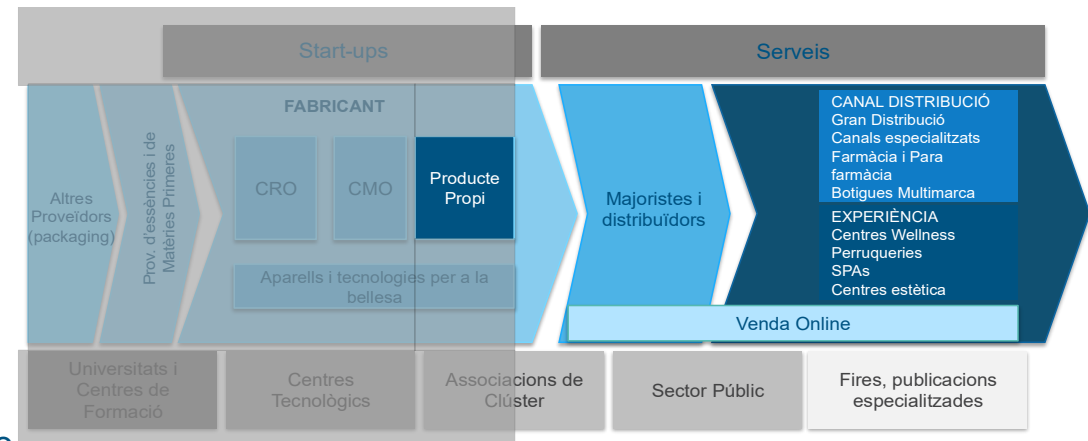 Start-ups
Serveis
Altres
Proveïdors
(packaging)
Prov. d'essències i de
Matèries Primeres
FABRICANT
CRO
CMO
Producte
Propi
Aparells i tecnologies per a la
bellesa
Majoristes i
distribuïdors
CANAL DISTRIBUCIÓ
Gran Distribució
Canals especialitzats
Farmàcia i Para
farmàcia
Botigues Multimarca
EXPERIÈNCIA
Centres Wellness
Perruqueries
SPAs
Centres estètica
Venda Online
Universitats i
Centres de
Formació
Centres
Tecnològics
Associacions de
Clúster
Sector Públic
Fires, publicacions
especialitzades